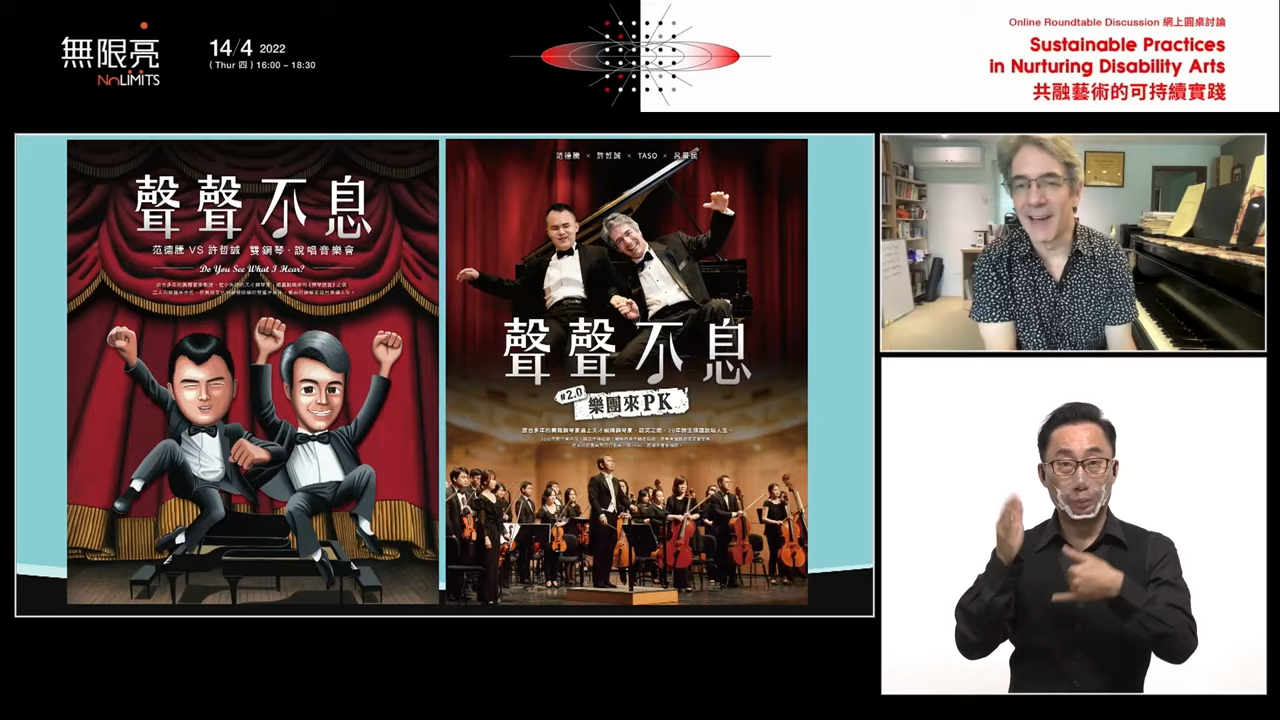 無限亮
NoLIMITS
14/4 2022
( Thur 四 ) 16:00 – 18:30
Online Roundtable Discussion 網上圓桌討論
Sustainable Practices
in Nurturing Disability Arts
共融藝術的可持續實踐
聲聲不息
范德騰 VS 許哲誠 雙鋼琴·說唱音樂會
Do You See What I Hear?
范德騰 × 許哲誠 × TASO × 呂景民
聲聲不息
#2.0
樂團來PK